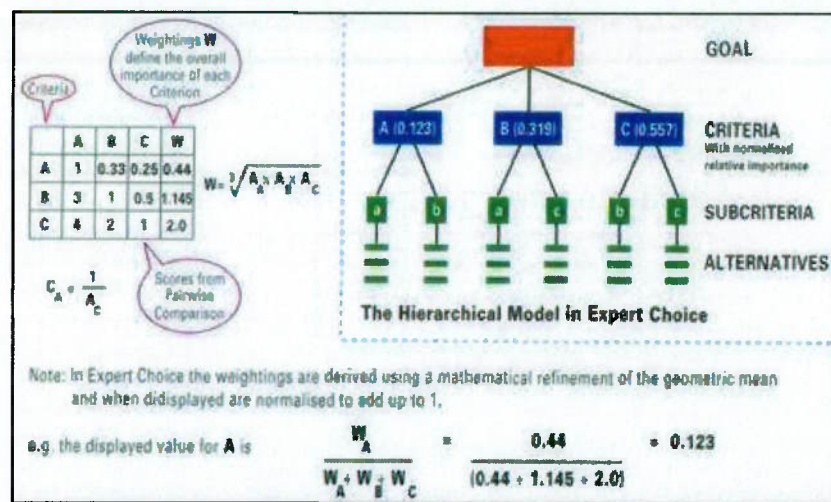 Weightings W
define the overall
importance of each
Criterion
Criteria
A B C W
A 1 0.33 0.25 0.44
B 3 1 0.5 1.145
C 4 2 1 2.0
W = ³√A_A × A_B × A_C
C_A = 1 / A_C
Scores from
Pairwise
Comparison
GOAL
A (0.123) B (0.319) C (0.557)
CRITERIA
With normalised
relative importance
a b a c b c
SUBCRITERIA
ALTERNATIVES
The Hierarchical Model in Expert Choice
Note: In Expert Choice the weightings are derived using a mathematical refinement of the geometric mean
and when didisplayed are normalised to add up to 1.
e.g. the displayed value for A is W_A / (W_A + W_B + W_C) = 0.44 / (0.44 + 1.145 + 2.0) = 0.123